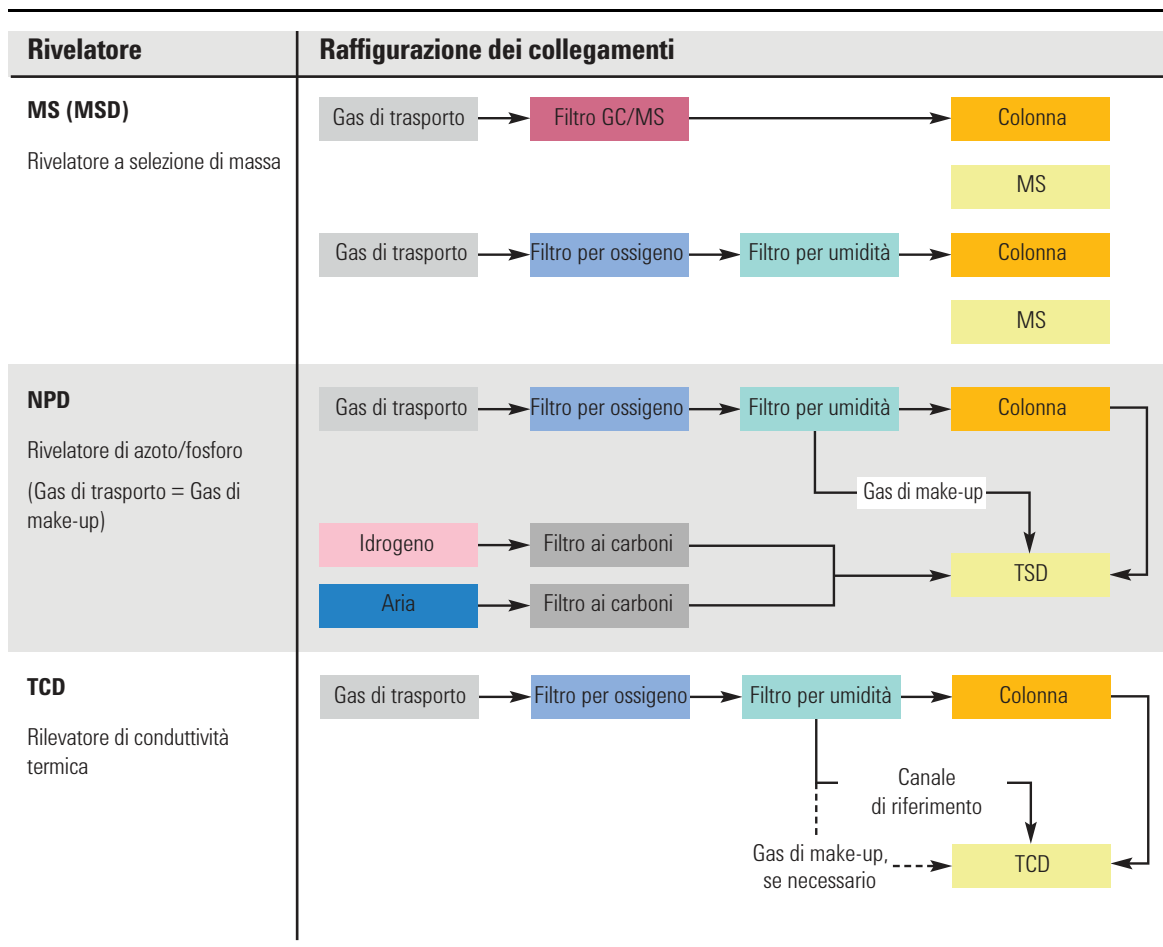 Rivelatore
Raffigurazione dei collegamenti
MS (MSD)
Rivelatore a selezione di massa
Gas di trasporto
Filtro GC/MS
Colonna
MS
Gas di trasporto
Filtro per ossigeno
Filtro per umidità
Colonna
MS
NPD
Rivelatore di azoto/fosforo
(Gas di trasporto = Gas di
make-up)
Gas di trasporto
Filtro per ossigeno
Filtro per umidità
Colonna
Gas di make-up
Idrogeno
Filtro ai carboni
TSD
Aria
Filtro ai carboni
TCD
Rilevatore di conduttività
termica
Gas di trasporto
Filtro per ossigeno
Filtro per umidità
Colonna
Canale
di riferimento
Gas di make-up,
se necessario
TCD